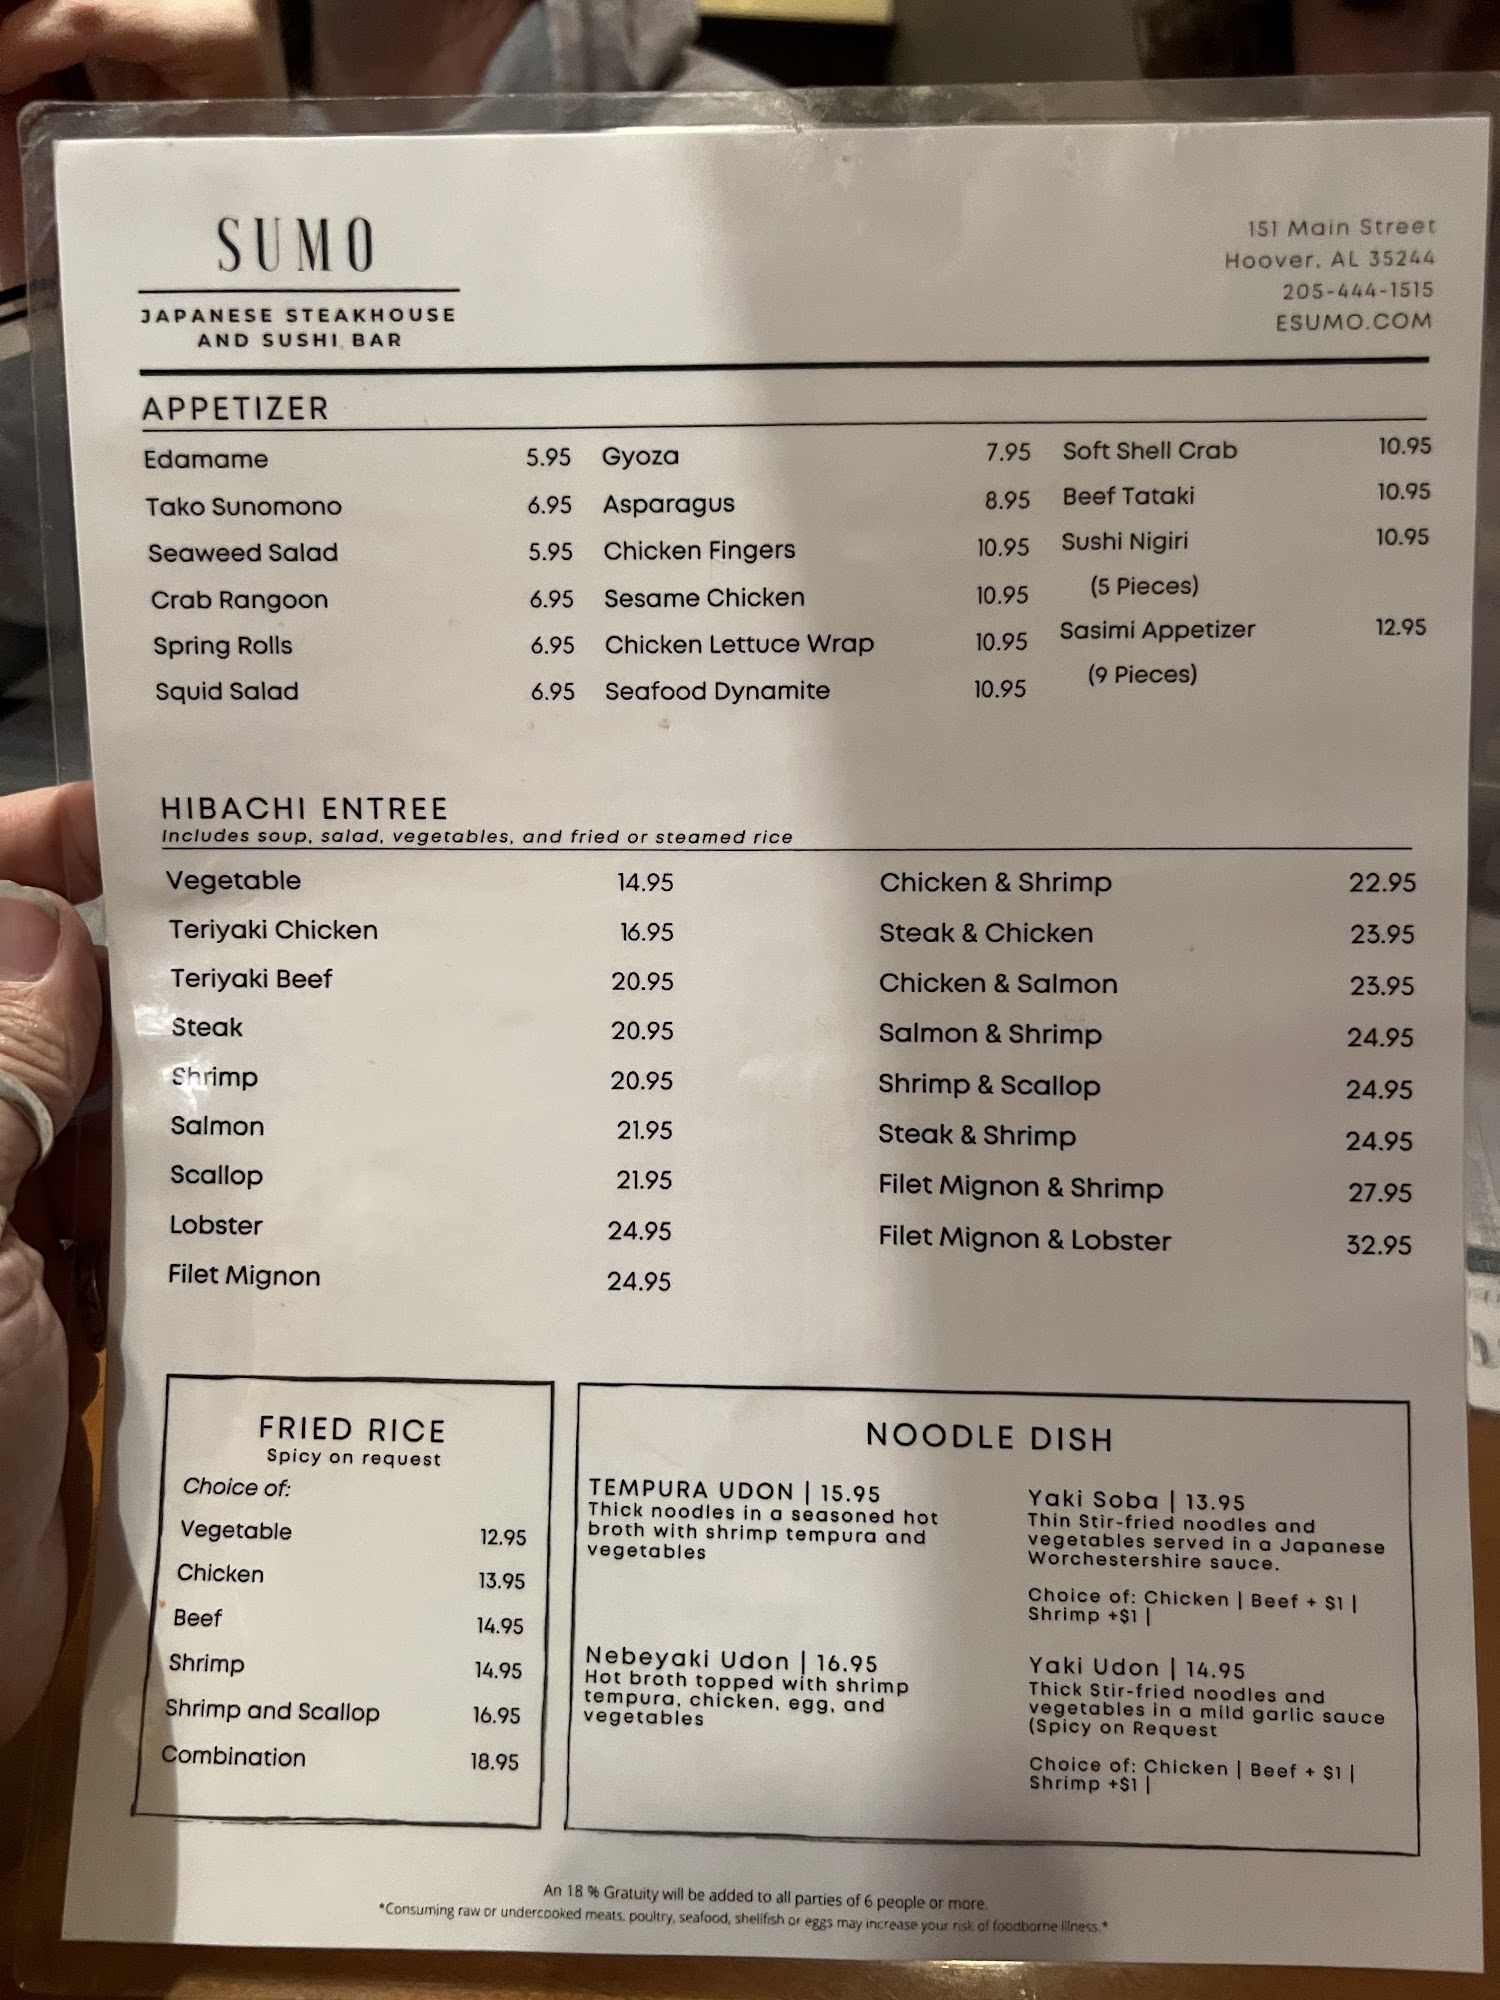 SUMO
JAPANESE STEAKHOUSE
AND SUSHI BAR
151 Main Street
Hoover, AL 35244
205-444-1515
ESUMO.COM
APPETIZER
Edamame 5.95
Tako Sunomono 6.95
Seaweed Salad 5.95
Crab Rangoon 6.95
Spring Rolls 6.95
Squid Salad 6.95
Gyoza 7.95
Asparagus 8.95
Chicken Fingers 10.95
Sesame Chicken 10.95
Chicken Lettuce Wrap 10.95
Seafood Dynamite 10.95
Soft Shell Crab 10.95
Beef Tataki 10.95
Sushi Nigiri 10.95
(5 Pieces)
Sasimi Appetizer 12.95
(9 Pieces)
HIBACHI ENTREE
Includes soup, salad, vegetables, and fried or steamed rice
Vegetable 14.95
Teriyaki Chicken 16.95
Teriyaki Beef 20.95
Steak 20.95
Shrimp 20.95
Salmon 21.95
Scallop 21.95
Lobster 24.95
Filet Mignon 24.95
Chicken & Shrimp 22.95
Steak & Chicken 23.95
Chicken & Salmon 23.95
Salmon & Shrimp 24.95
Shrimp & Scallop 24.95
Steak & Shrimp 24.95
Filet Mignon & Shrimp 27.95
Filet Mignon & Lobster 32.95
FRIED RICE
Spicy on request
Choice of:
Vegetable 12.95
Chicken 13.95
Beef 14.95
Shrimp 14.95
Shrimp and Scallop 16.95
Combination 18.95
NOODLE DISH
TEMPURA UDON | 15.95
Thick noodles in a seasoned hot
broth with shrimp tempura and
vegetables
Nebeyaki Udon | 16.95
Hot broth topped with shrimp
tempura, chicken, egg, and
vegetables
Yaki Soba | 13.95
Thin Stir-fried noodles and
vegetables served in a Japanese
Worchestershire sauce.
Choice of: Chicken | Beef + $1 |
Shrimp +$1 |
Yaki Udon | 14.95
Thick Stir-fried noodles and
vegetables in a mild garlic sauce
(Spicy on Request
Choice of: Chicken | Beef + $1 |
Shrimp +$1 |
An 18 % Gratuity will be added to all parties of 6 people or more.
*Consuming raw or undercooked meats, poultry, seafood, shellfish or eggs may increase your risk of foodborne illness.*